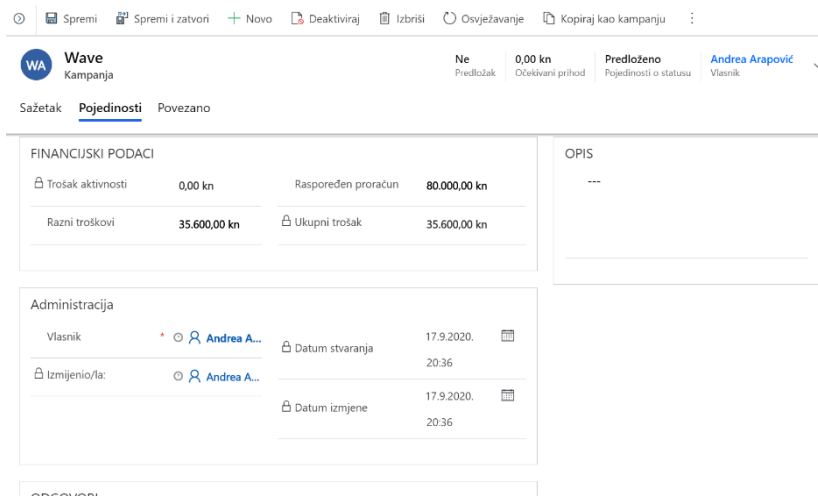 Spremi Spremi i zatvori Novo Deaktiviraj Izbriši Osvježavanje Kopiraj kao kampanju
WA Wave
Kampanja
Ne 0,00 kn Predloženo Andrea Arapović
Predložak Očekivani prihod Pojedinosti o statusu Vlasnik
Sažetak Pojedinosti Povezano
FINANCIJSKI PODACI
Trošak aktivnosti 0,00 kn Raspoređen proračun 80.000,00 kn
Razni troškovi 35.600,00 kn Ukupni trošak 35.600,00 kn
OPIS
---
Administracija
Vlasnik * Andrea A...
Izmijenio/la: Andrea A...
Datum stvaranja 17.9.2020.
20:36
Datum izmjene 17.9.2020.
20:36
ODGOVORI